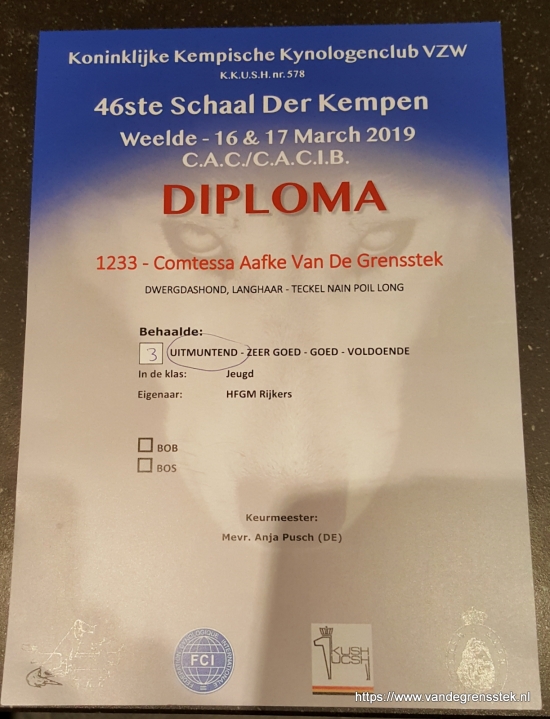 Koninklijke Kempische Kynologenclub VZW
K.K.U.S.H. nr. 578
46ste Schaal Der Kempen
Weelde - 16 & 17 March 2019
C.A.C./C.A.C.I.B.
DIPLOMA
1233 - Comtessa Aafke Van De Grensstek
DWERGDASHOND, LANGHAAR - TECKEL NAIN POIL LONG
Behaalde:
3 UITMUNTEND - ZEER GOED - GOED - VOLDOENDE
In de klas: Jeugd
Eigenaar: HFGM Rijkers
BOB
BOS
Keurmeester:
Mevr. Anja Pusch (DE)
FCI
KUSH
UCSH
https://www.vandegrensstek.nl